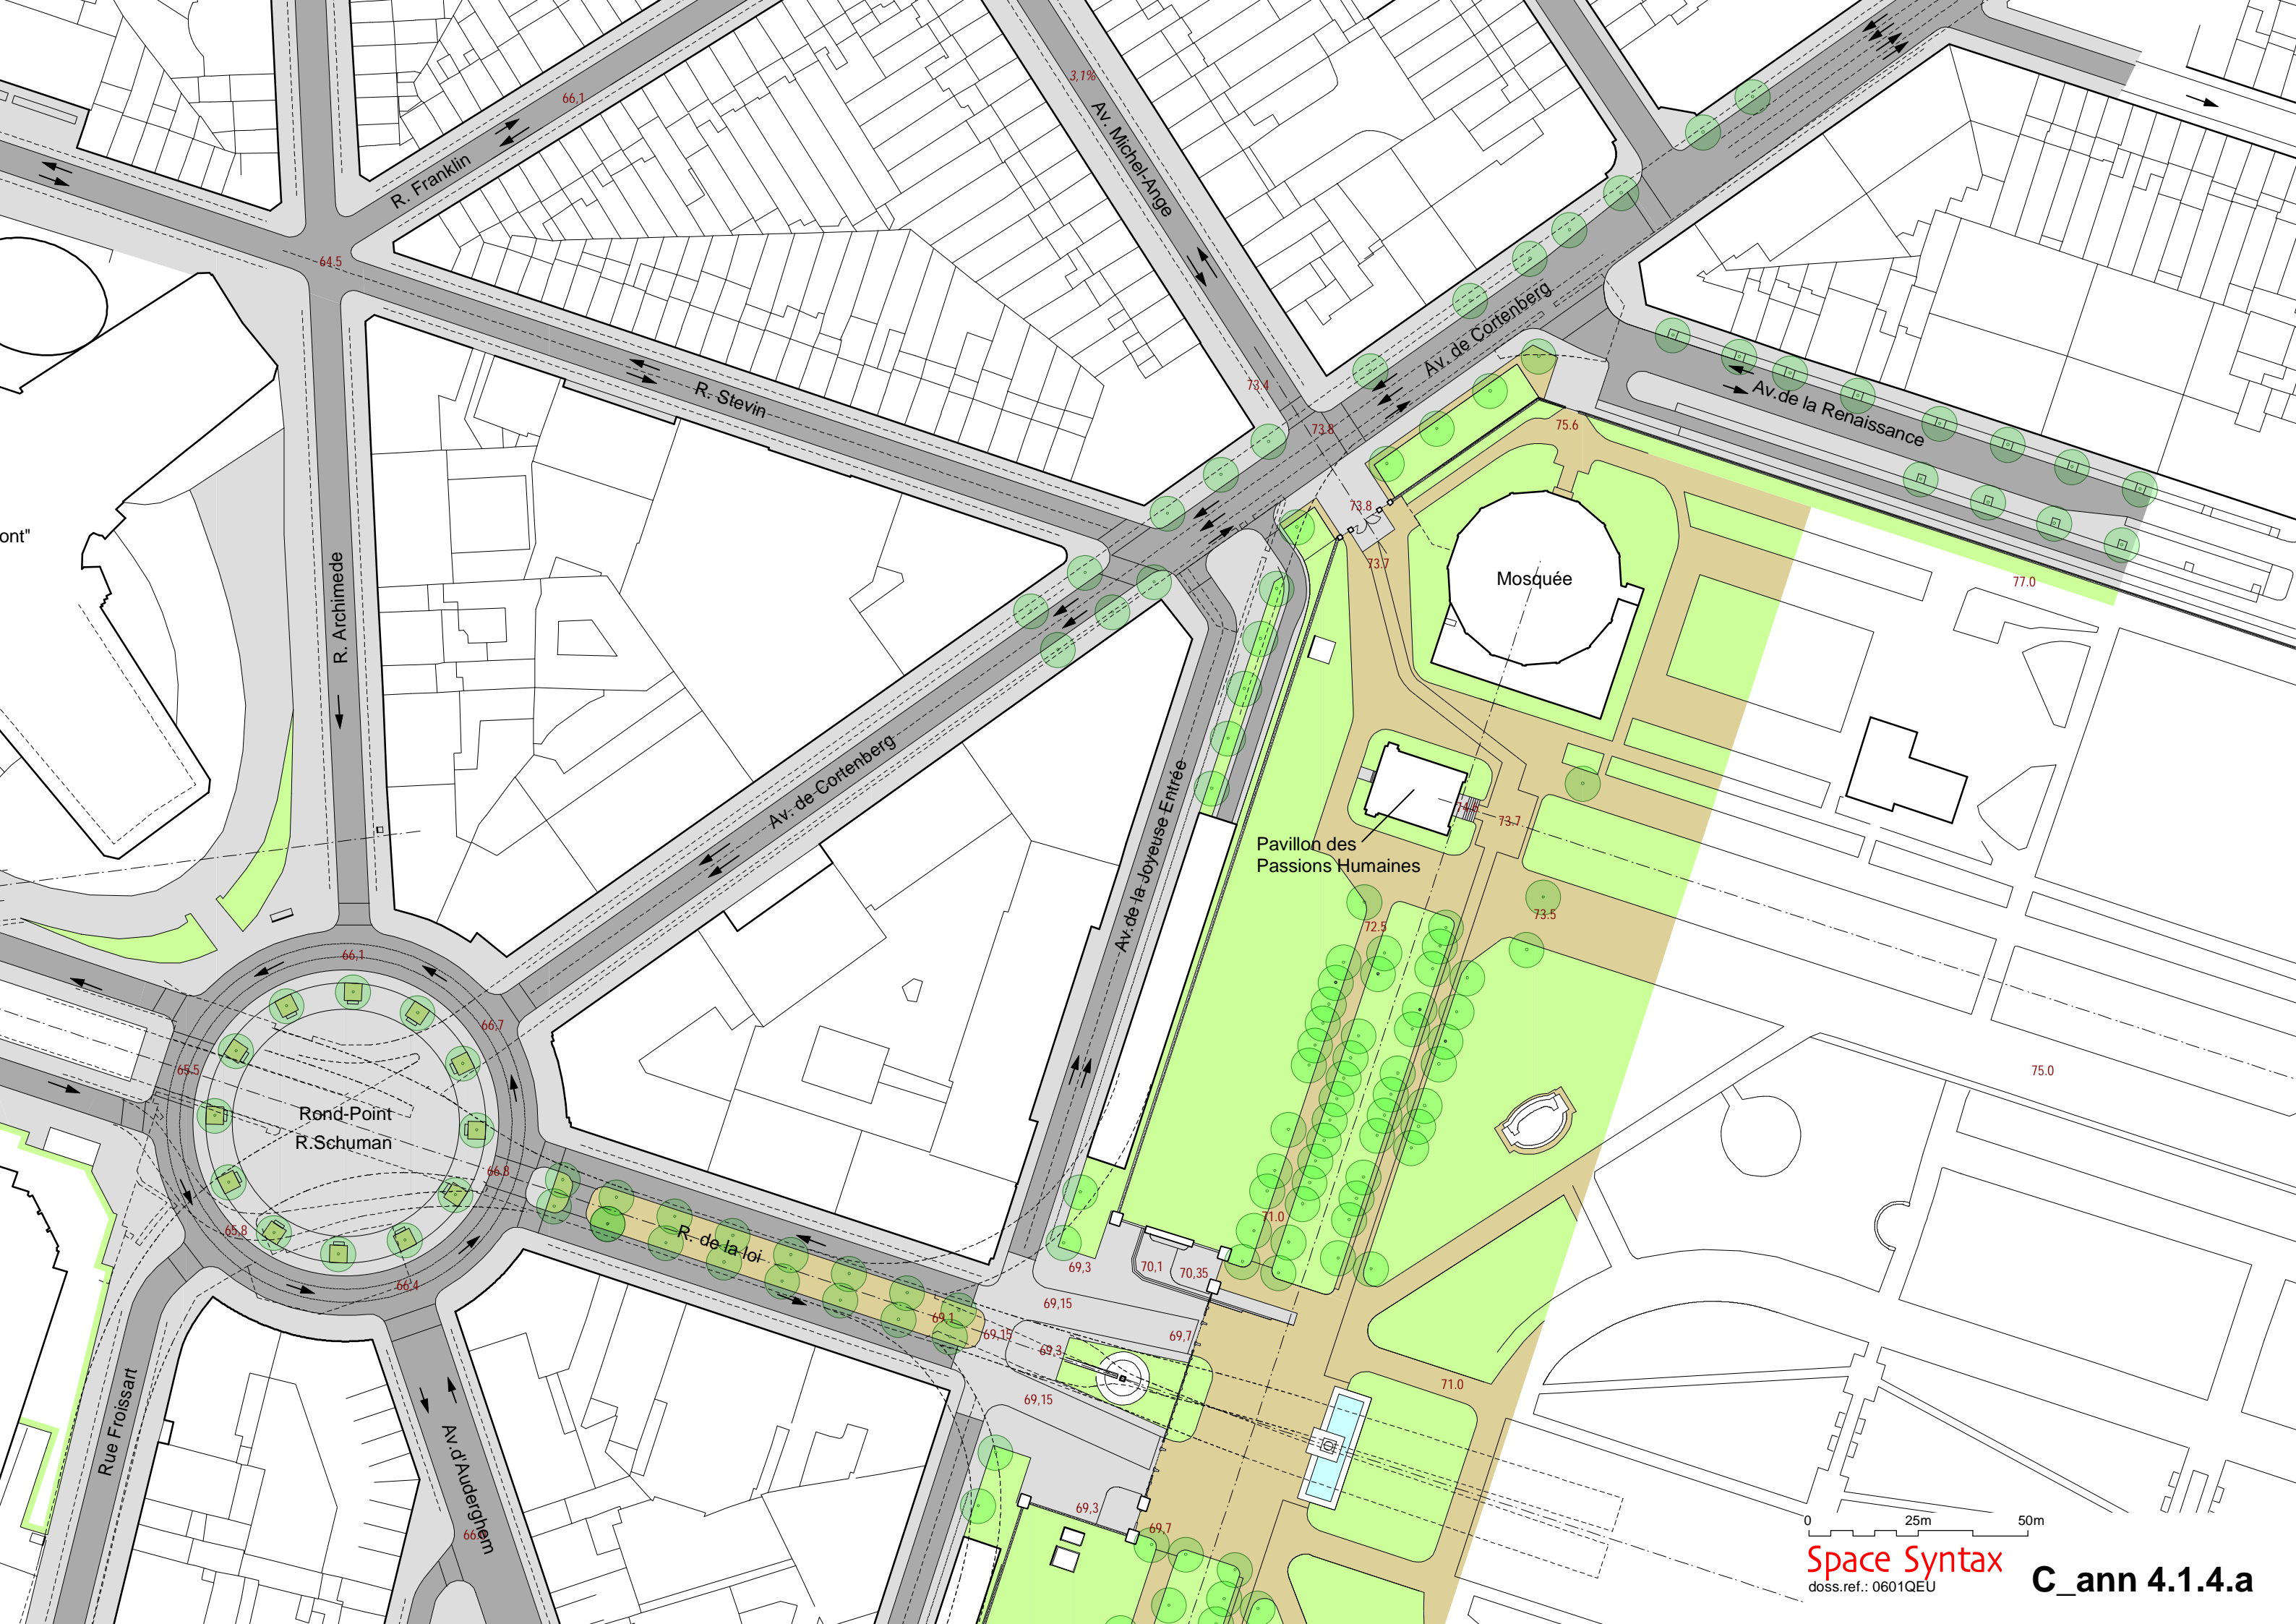 3,1%
66,1
Av. Michel-Ange
R. Franklin
64.5
Av. de Cortenberg
73.4
R. Stevin
73.8
75.6
Av.de la Renaissance
73.8
ont"
73.7
Mosquée
77.0
R. Archimede
Av. de Cortenberg
Av.de la Joyeuse Entrée
73.7
Pavillon des
Passions Humaines
73.5
72.5
66,1
66.7
65.5
75.0
Rond-Point
R.Schuman
66.8
65.8
71.0
R. de la loi
69,3
70,1
70,35
66.4
69,15
69.1
69,15
69,7
69.3
71.0
69,15
Rue Froissart
Av.d'Auderghem
69,3
69,7
0 25m 50m
Space Syntax
doss.ref.: 0601QEU
C_ann 4.1.4.a